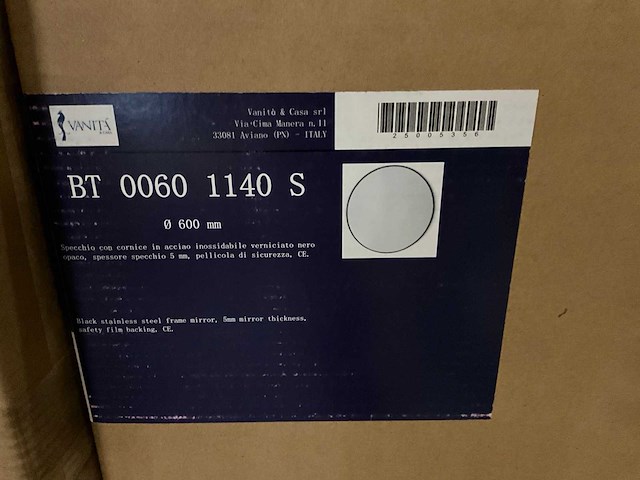 VANITÀ
Vanità & Casa srl
Via Cima Manera n.11
33081 Aviano (PN) - ITALY
25005356
BT 0060 1140 S
Ø 600 mm
Specchio con cornice in acciao inossidabile verniciato nero
opaco, spessore specchio 5 mm, pellicola di sicurezza, CE.
Black stainless steel frame mirror, 5mm mirror thickness,
safety film backing, CE.